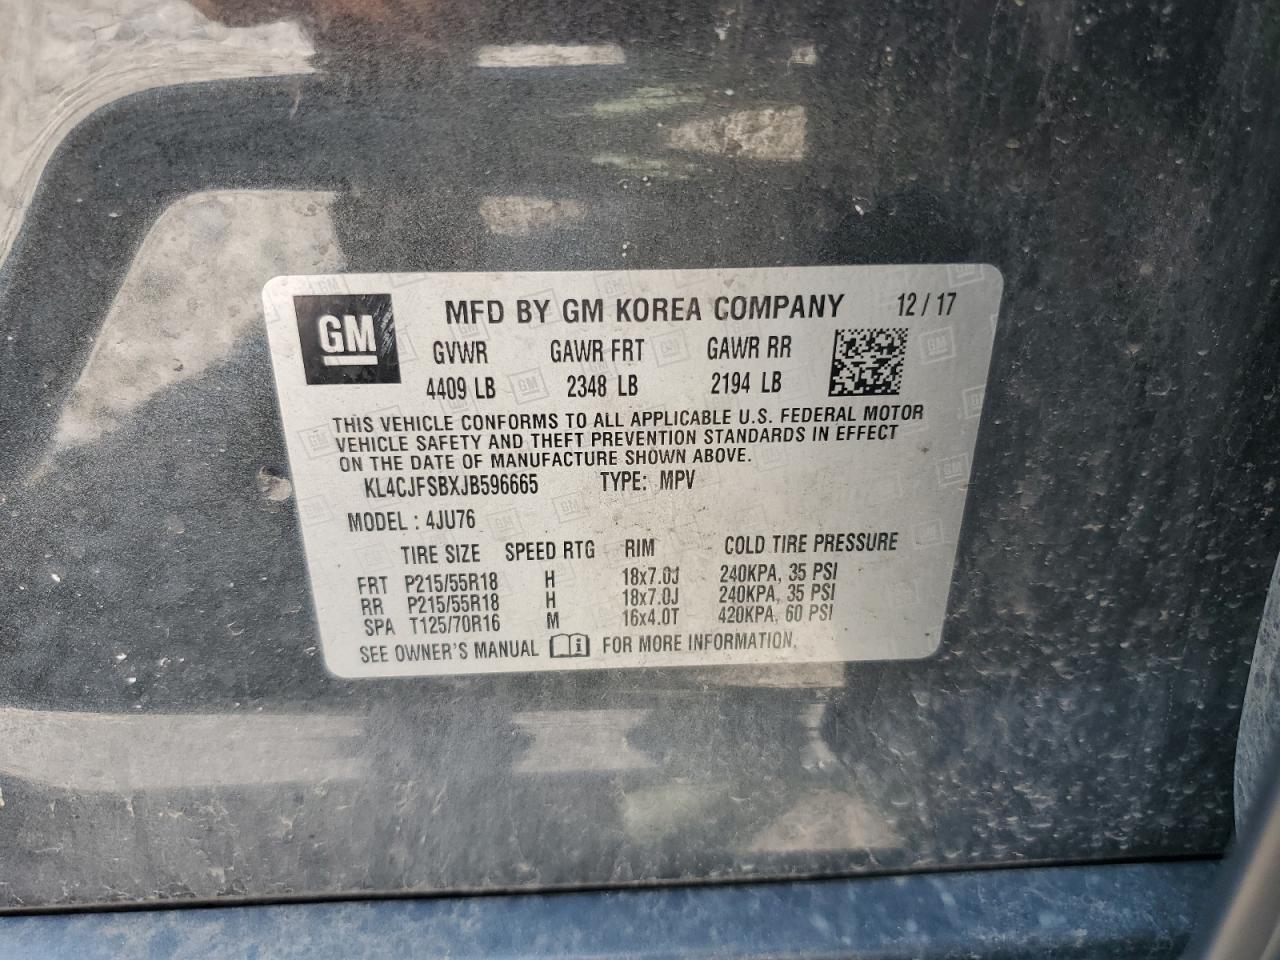 GM
MFD BY GM KOREA COMPANY 12 / 17
GVWR GAWR FRT GAWR RR
4409 LB 2348 LB 2194 LB
THIS VEHICLE CONFORMS TO ALL APPLICABLE U.S. FEDERAL MOTOR
VEHICLE SAFETY AND THEFT PREVENTION STANDARDS IN EFFECT
ON THE DATE OF MANUFACTURE SHOWN ABOVE.
KL4CJFSBXJB596665 TYPE: MPV
MODEL : 4JU76
TIRE SIZE SPEED RTG RIM COLD TIRE PRESSURE
FRT P215/55R18 H 18x7.0J 240KPA, 35 PSI
RR P215/55R18 H 18x7.0J 240KPA, 35 PSI
SPA T125/70R16 M 16x4.0T 420KPA, 60 PSI
SEE OWNER'S MANUAL FOR MORE INFORMATION.